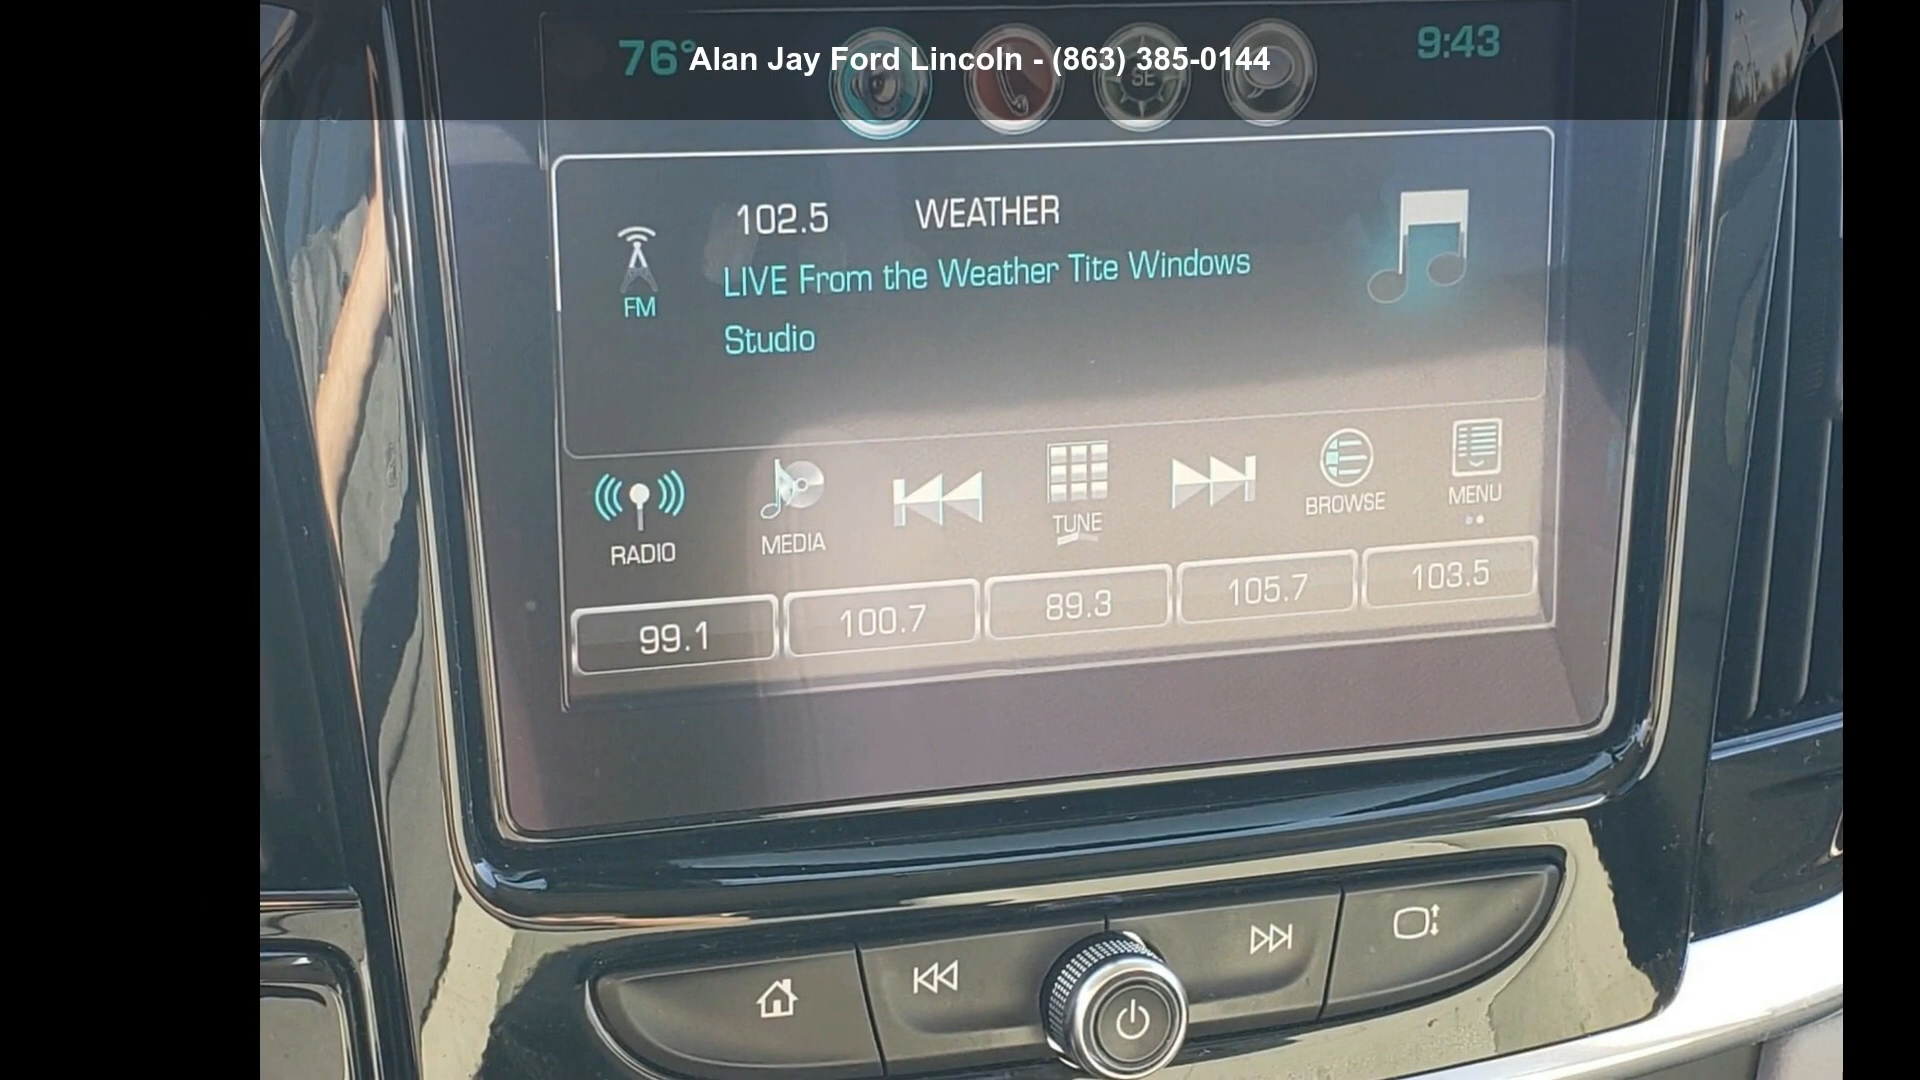 76°
Alan Jay Ford Lincoln - (863) 385-0144
SE
9:43
102.5 WEATHER
LIVE From the Weather Tite Windows
Studio
FM
RADIO
MEDIA
TUNE
BROWSE
MENU
99.1
100.7
89.3
105.7
103.5